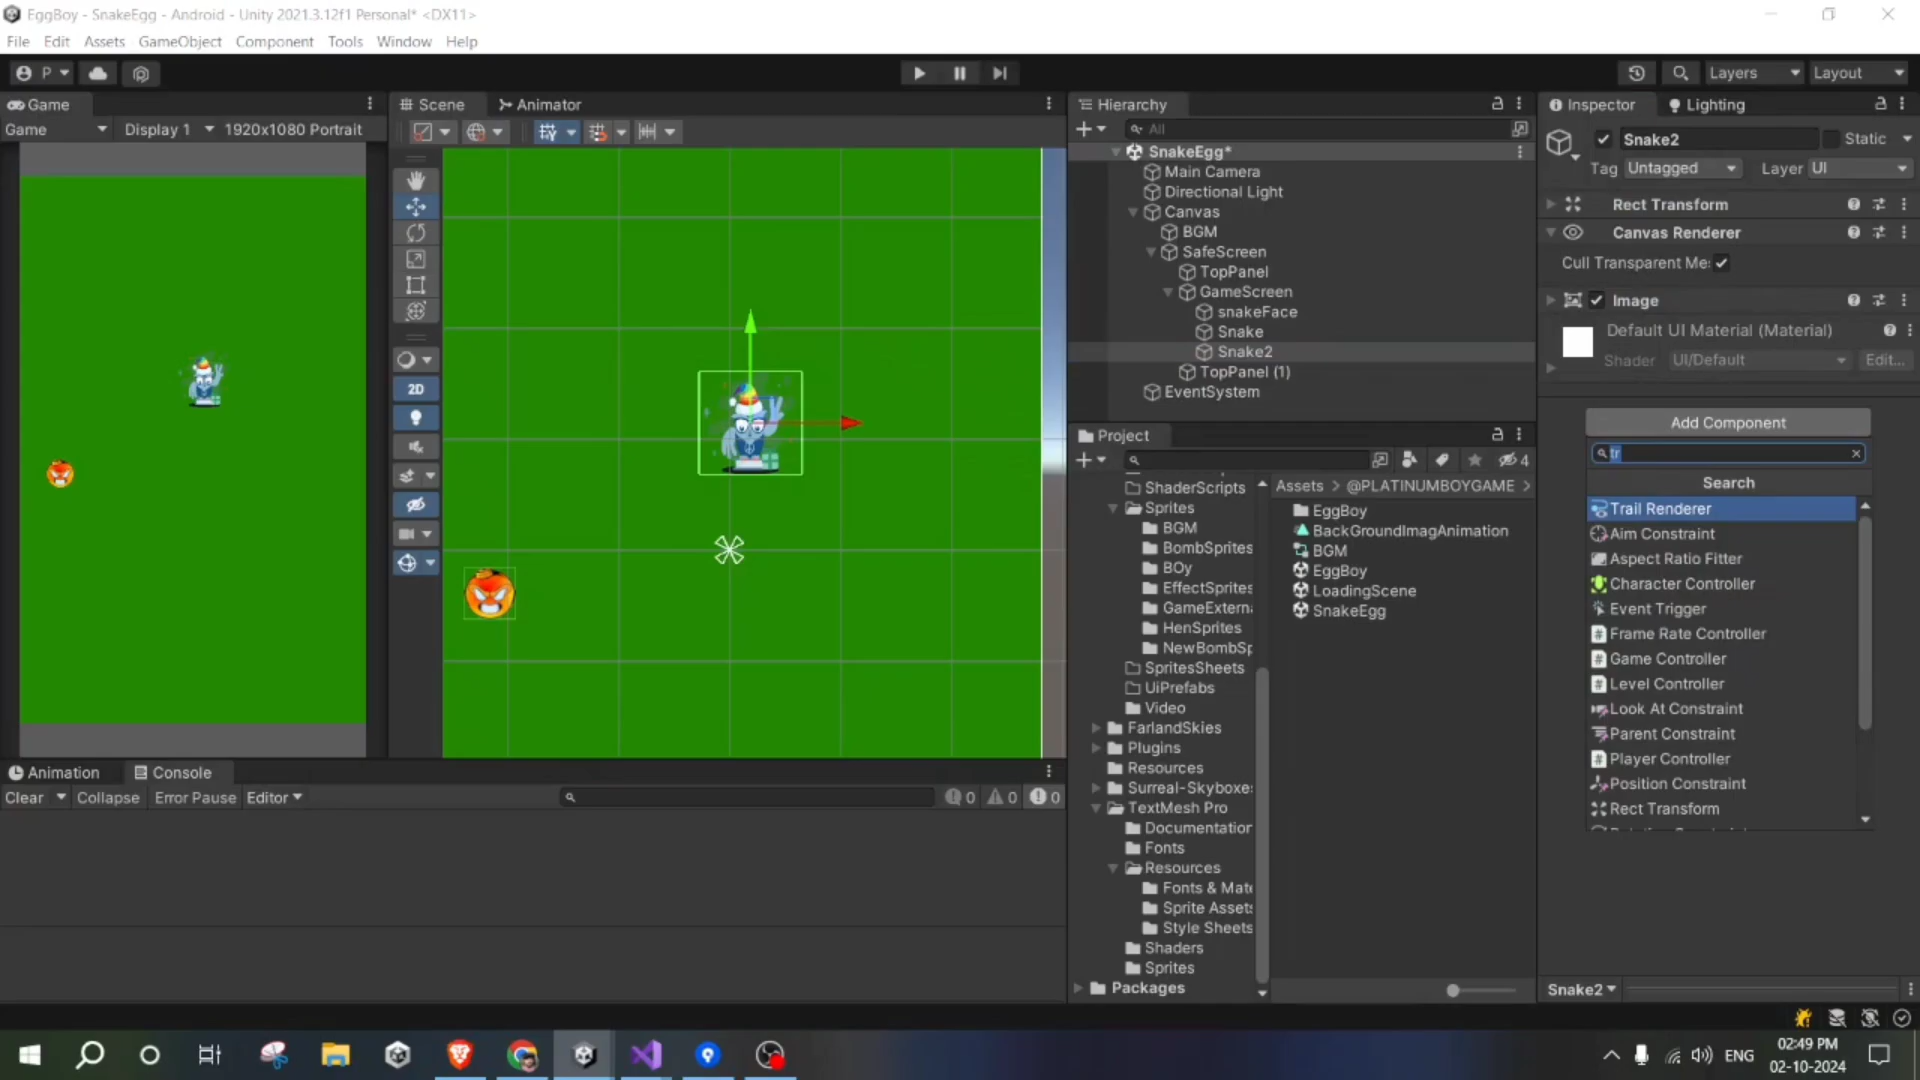 EggBoy - SnakeEgg - Android - Unity 2021.3.12f1 Personal* <DX11>
File Edit Assets GameObject Component Tools Window Help
P Layers Layout
Game
Game Display 1 1920x1080 Portrait
Scene Animator
2D
Hierarchy
All
SnakeEgg*
Main Camera
Directional Light
Canvas
BGM
SafeScreen
TopPanel
GameScreen
snakeFace
Snake
Snake2
TopPanel (1)
EventSystem
Project
4
ShaderScripts
Sprites
BGM
BombSprites
BOy
EffectSprites
GameExterna
HenSprites
NewBombSp
SpritesSheets
UiPrefabs
Video
FarlandSkies
Plugins
Resources
Surreal-Skyboxes
TextMesh Pro
Documentation
Fonts
Resources
Fonts & Mate
Sprite Assets
Style Sheets
Shaders
Sprites
Packages
Assets > @PLATINUMBOYGAME >
EggBoy
BackGroundImagAnimation
BGM
EggBoy
LoadingScene
SnakeEgg
Inspector Lighting
Snake2 Static
Tag Untagged Layer UI
Rect Transform
Canvas Renderer
Cull Transparent Me:
Image
Default UI Material (Material)
Shader UI/Default Edit...
Add Component
tr
Search
Trail Renderer
Aim Constraint
Aspect Ratio Fitter
Character Controller
Event Trigger
Frame Rate Controller
Game Controller
Level Controller
Look At Constraint
Parent Constraint
Player Controller
Position Constraint
Rect Transform
Snake2
Animation Console
Clear Collapse Error Pause Editor 0 0 0
ENG
02:49 PM
02-10-2024